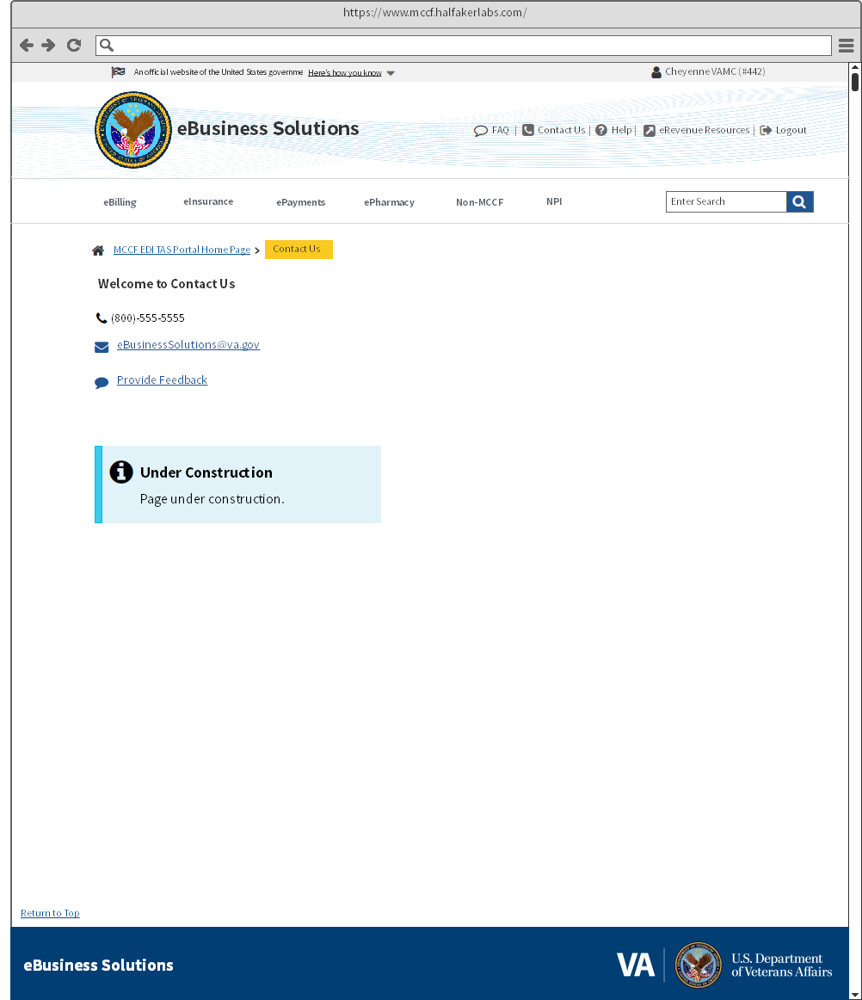 https://www.mccf.halfakerlabs.com/
An official website of the United States governme Here's how you know
Cheyenne VAMC (#442)
eBusiness Solutions
FAQ | Contact Us | Help | eRevenue Resources | Logout
eBilling eInsurance ePayments ePharmacy Non-MCCF NPI
Enter Search
MCCF EDI TAS Portal Home Page > Contact Us
Welcome to Contact Us
(800)-555-5555
eBusinessSolutions@va.gov
Provide Feedback
Under Construction
Page under construction.
Return to Top
eBusiness Solutions
VA
U.S. Department
of Veterans Affairs